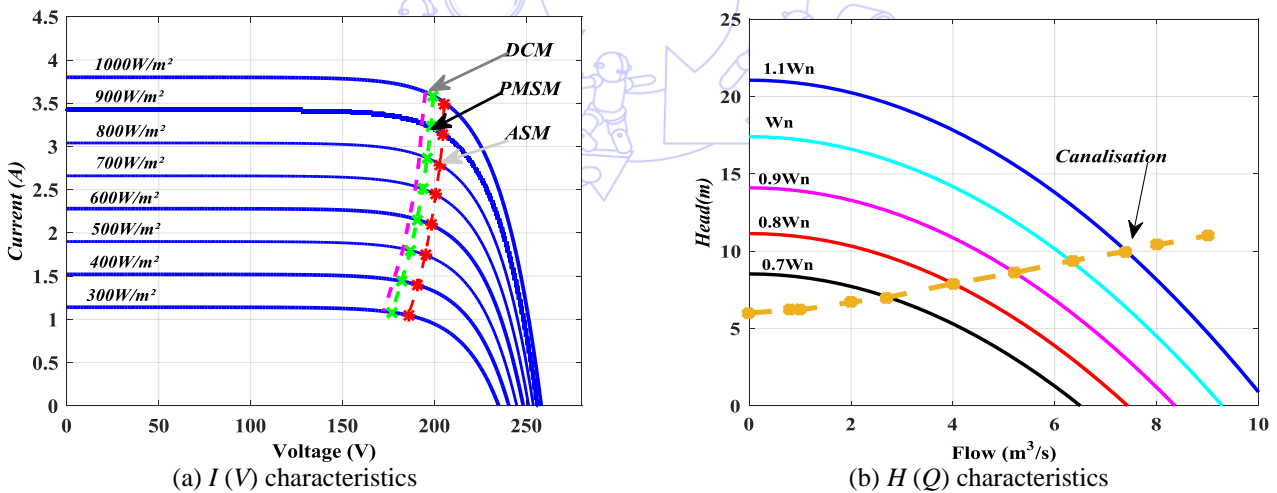 4.5
4
3.5
3
2.5
2
1.5
1
0.5
0
Current (A)
1000W/m²
900W/m²
800W/m²
700W/m²
600W/m²
500W/m²
400W/m²
300W/m²
DCM
PMSM
ASM
0 50 100 150 200 250
Voltage (V)
(a) I (V) characteristics
25
20
15
10
5
0
Head(m)
1.1Wn
Wn
0.9Wn
0.8Wn
0.7Wn
Canalisation
0 2 4 6 8 10
Flow (m³/s)
(b) H (Q) characteristics